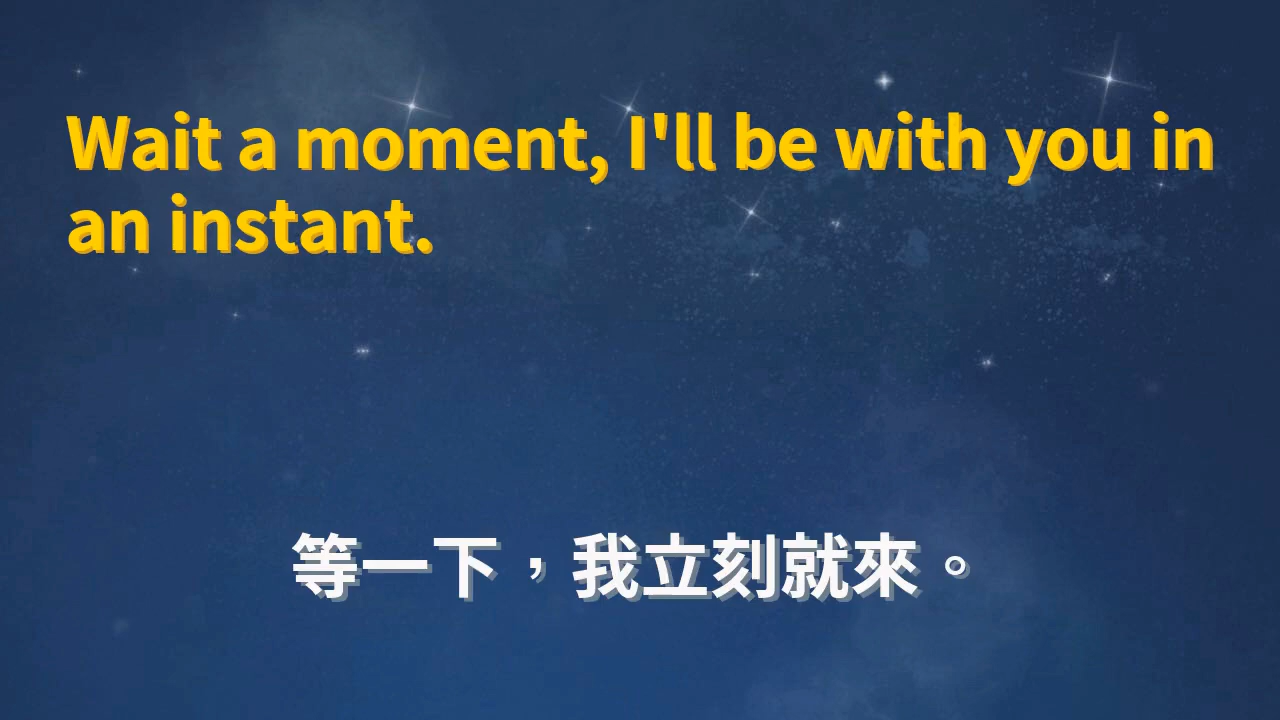 Wait a moment, I'll be with you in
an instant.
等一下，我立刻就來。